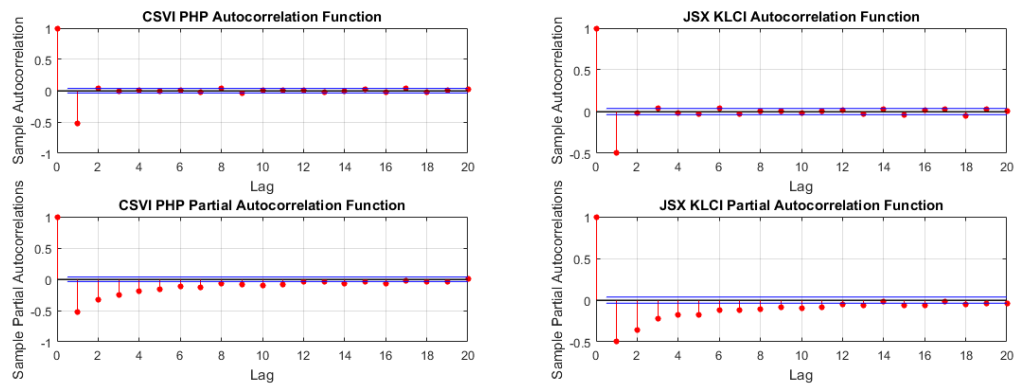 CSVI PHP Autocorrelation Function
Sample Autocorrelation
1
0.5
0
-0.5
-1
0 2 4 6 8 10 12 14 16 18 20
Lag
JSX KLCI Autocorrelation Function
Sample Autocorrelation
1
0.5
0
-0.5
0 2 4 6 8 10 12 14 16 18 20
Lag
CSVI PHP Partial Autocorrelation Function
Sample Partial Autocorrelations
1
0.5
0
-0.5
-1
0 2 4 6 8 10 12 14 16 18 20
Lag
JSX KLCI Partial Autocorrelation Function
Sample Partial Autocorrelations
1
0.5
0
-0.5
0 2 4 6 8 10 12 14 16 18 20
Lag